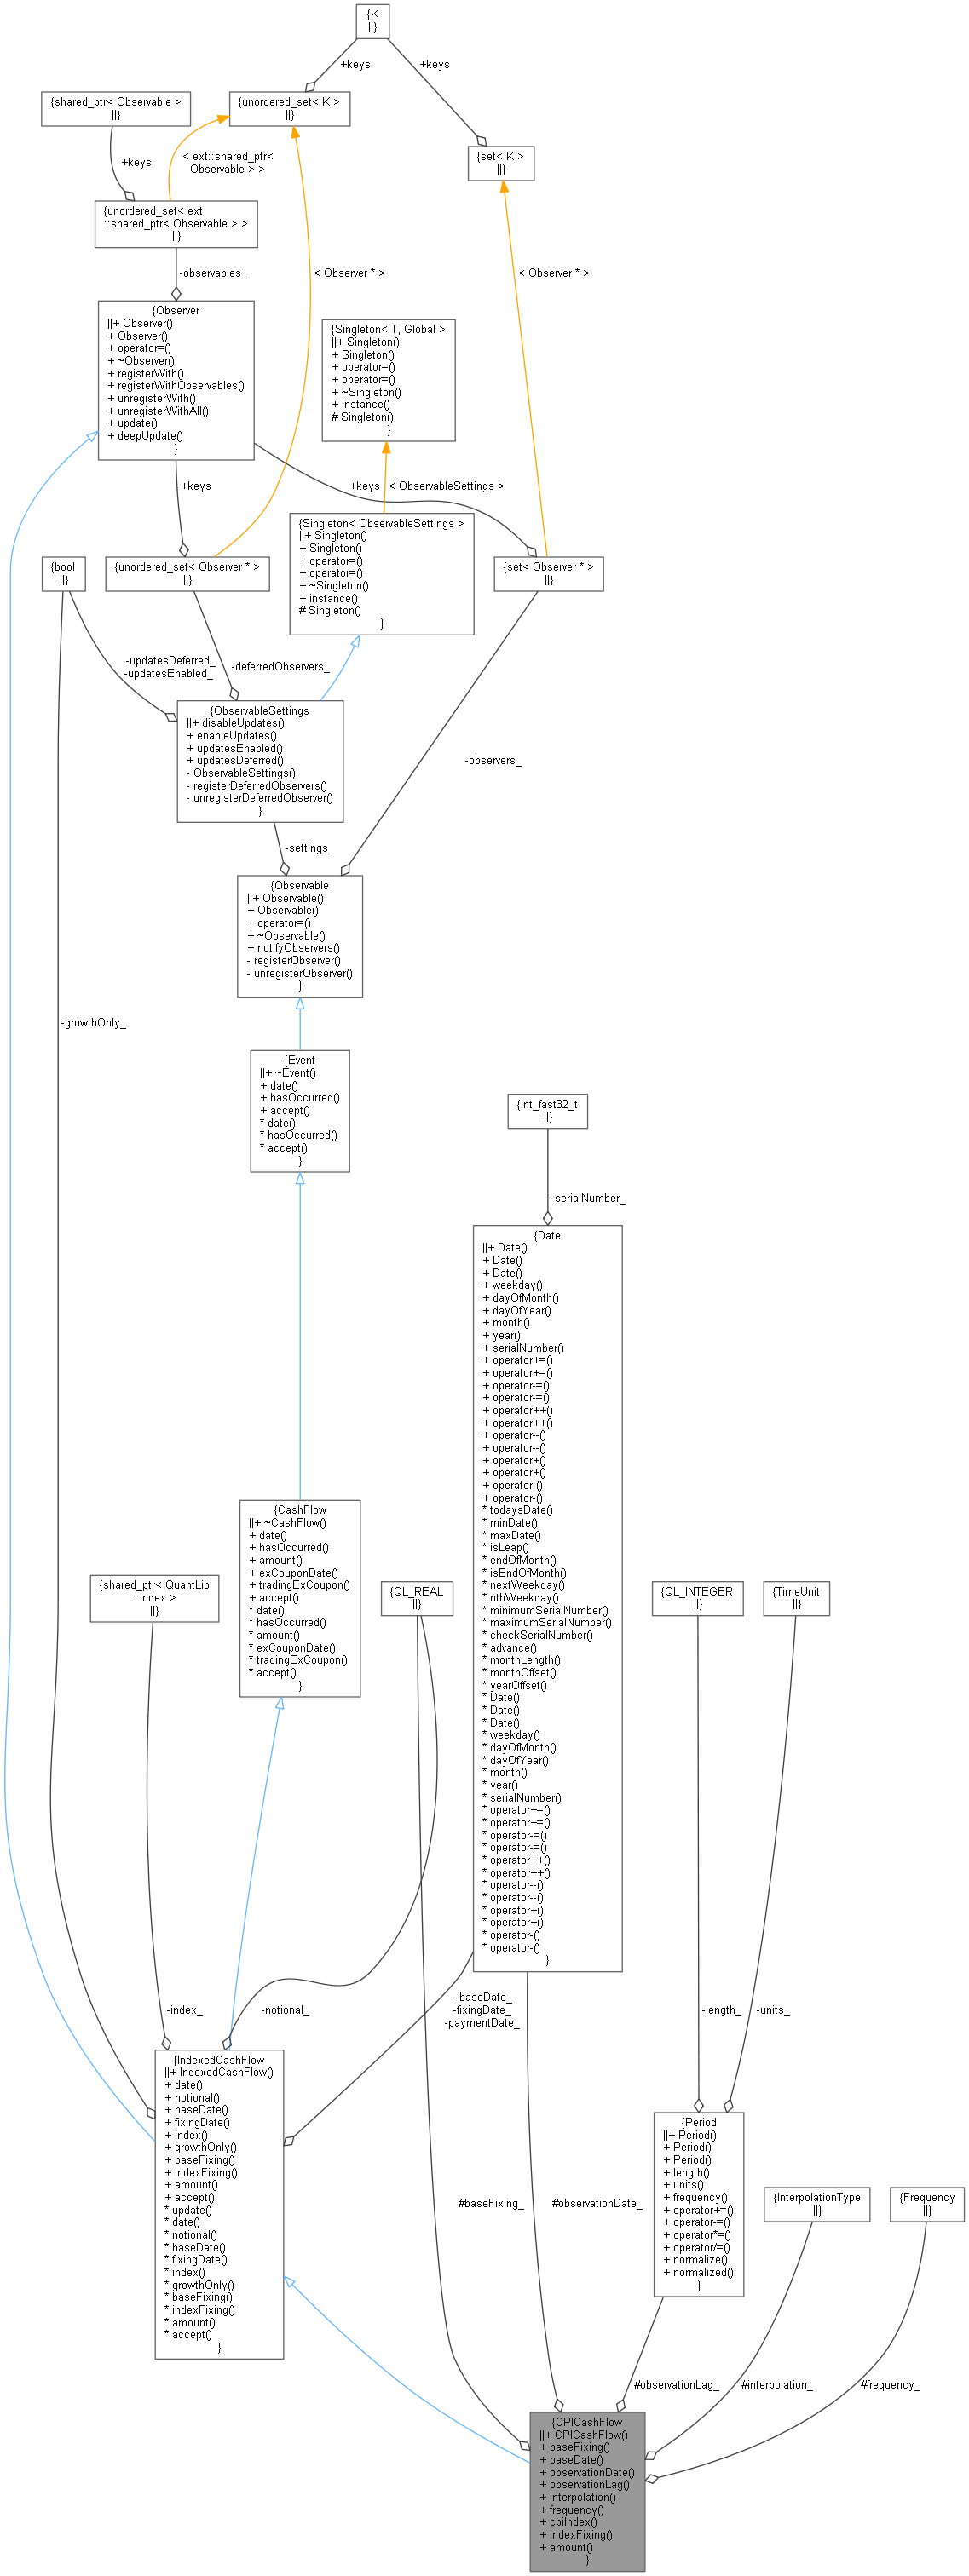 {K
||}
+keys
+keys
{shared_ptr< Observable >
||}
{unordered_set< K >
||}
+keys
< ext::shared_ptr<
Observable > >
{set< K >
||}
{unordered_set< ext
::shared_ptr< Observable > >
||}
-observables_
< Observer * >
< Observer * >
{Observer
||+ Observer()
+ Observer()
+ operator=()
+ ~Observer()
+ registerWith()
+ registerWithObservables()
+ unregisterWith()
+ unregisterWithAll()
+ update()
+ deepUpdate()
}
{Singleton< T, Global >
||+ Singleton()
+ Singleton()
+ operator=()
+ operator=()
+ ~Singleton()
+ instance()
# Singleton()
}
+keys
+keys
< ObservableSettings >
{bool
||}
{unordered_set< Observer * >
||}
{Singleton< ObservableSettings >
||+ Singleton()
+ Singleton()
+ operator=()
+ operator=()
+ ~Singleton()
+ instance()
# Singleton()
}
{set< Observer * >
||}
-updatesDeferred_
-updatesEnabled_
-deferredObservers_
{ObservableSettings
||+ disableUpdates()
+ enableUpdates()
+ updatesEnabled()
+ updatesDeferred()
- ObservableSettings()
- registerDeferredObservers()
- unregisterDeferredObserver()
}
-observers_
-settings_
{Observable
||+ Observable()
+ Observable()
+ operator=()
+ ~Observable()
+ notifyObservers()
- registerObserver()
- unregisterObserver()
}
-growthOnly_
{Event
||+ ~Event()
+ date()
+ hasOccurred()
+ accept()
* date()
* hasOccurred()
* accept()
}
{int_fast32_t
||}
-serialNumber_
{Date
||+ Date()
+ Date()
+ Date()
+ weekday()
+ dayOfMonth()
+ dayOfYear()
+ month()
+ year()
+ serialNumber()
+ operator+=()
+ operator+=()
+ operator-=()
+ operator-=()
+ operator++()
+ operator++()
+ operator--()
+ operator--()
+ operator+()
+ operator+()
+ operator-()
+ operator-()
* todaysDate()
* minDate()
* maxDate()
* isLeap()
* endOfMonth()
* isEndOfMonth()
* nextWeekday()
* nthWeekday()
* minimumSerialNumber()
* maximumSerialNumber()
* checkSerialNumber()
* advance()
* monthLength()
* monthOffset()
* yearOffset()
* Date()
* Date()
* Date()
* weekday()
* dayOfMonth()
* dayOfYear()
* month()
* year()
* serialNumber()
* operator+=()
* operator+=()
* operator-=()
* operator-=()
* operator++()
* operator++()
* operator--()
* operator--()
* operator+()
* operator+()
* operator-()
* operator-()
}
{CashFlow
||+ ~CashFlow()
+ date()
+ hasOccurred()
+ amount()
+ exCouponDate()
+ tradingExCoupon()
+ accept()
* date()
* hasOccurred()
* amount()
* exCouponDate()
* tradingExCoupon()
* accept()
}
{shared_ptr< QuantLib
::Index >
||}
{QL_REAL
||}
{QL_INTEGER
||}
{TimeUnit
||}
-index_
-notional_
-baseDate_
-fixingDate_
-paymentDate_
-length_
-units_
{IndexedCashFlow
||+ IndexedCashFlow()
+ date()
+ notional()
+ baseDate()
+ fixingDate()
+ index()
+ growthOnly()
+ baseFixing()
+ indexFixing()
+ amount()
+ accept()
* update()
* date()
* notional()
* baseDate()
* fixingDate()
* index()
* growthOnly()
* baseFixing()
* indexFixing()
* amount()
* accept()
}
{Period
||+ Period()
+ Period()
+ Period()
+ length()
+ units()
+ frequency()
+ operator+=()
+ operator-=()
+ operator*=()
+ operator/=()
+ normalize()
+ normalized()
}
{InterpolationType
||}
{Frequency
||}
#baseFixing_
#observationDate_
#observationLag_
#interpolation_
#frequency_
{CPICashFlow
||+ CPICashFlow()
+ baseFixing()
+ baseDate()
+ observationDate()
+ observationLag()
+ interpolation()
+ frequency()
+ cpiIndex()
+ indexFixing()
+ amount()
}